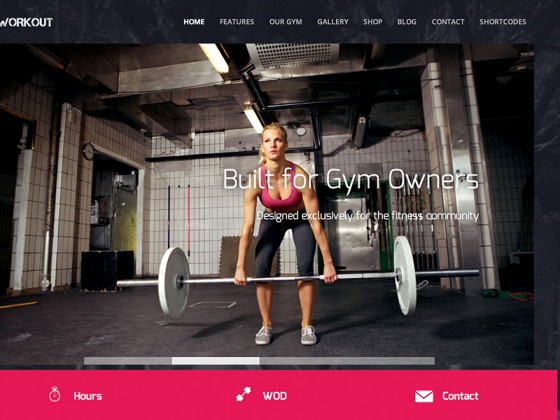 WORKOUT
HOME FEATURES OUR GYM GALLERY SHOP BLOG CONTACT SHORTCODES
Built for Gym Owners
Designed exclusively for the fitness community
Hours WOD Contact